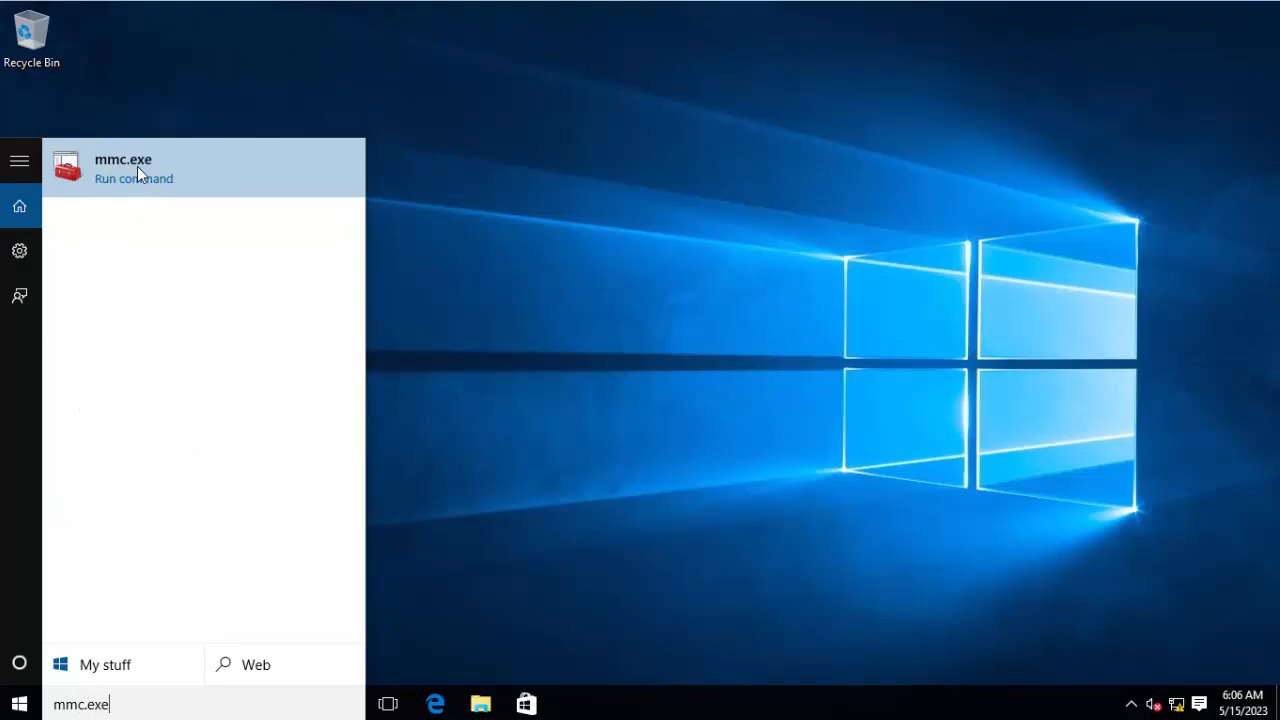 Recycle Bin
mmc.exe
Run command
My stuff
Web
mmc.exe
6:06 AM
5/15/2023